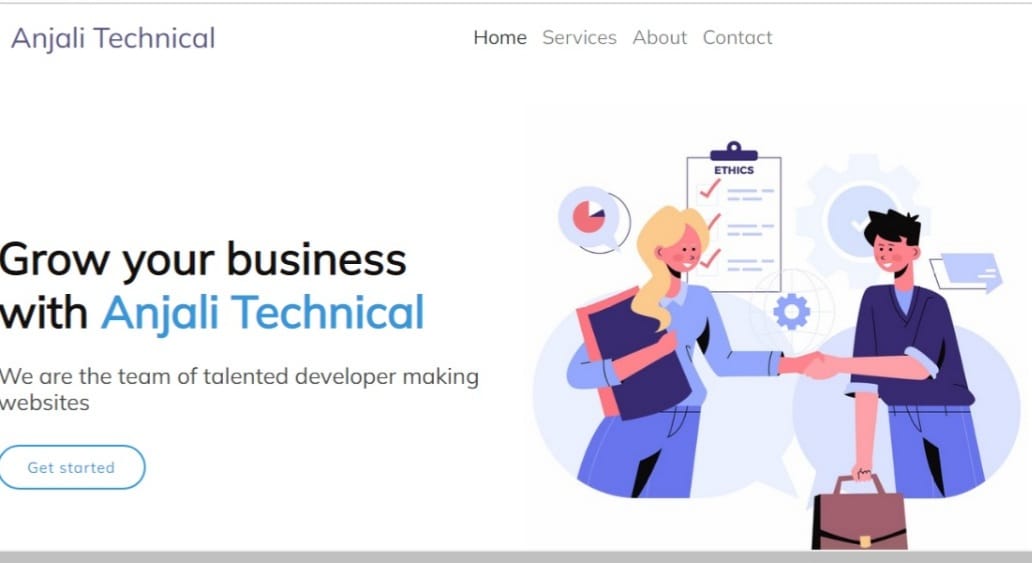 Anjali Technical
Home Services About Contact
ETHICS
Grow your business
with Anjali Technical
We are the team of talented developer making
websites
Get started